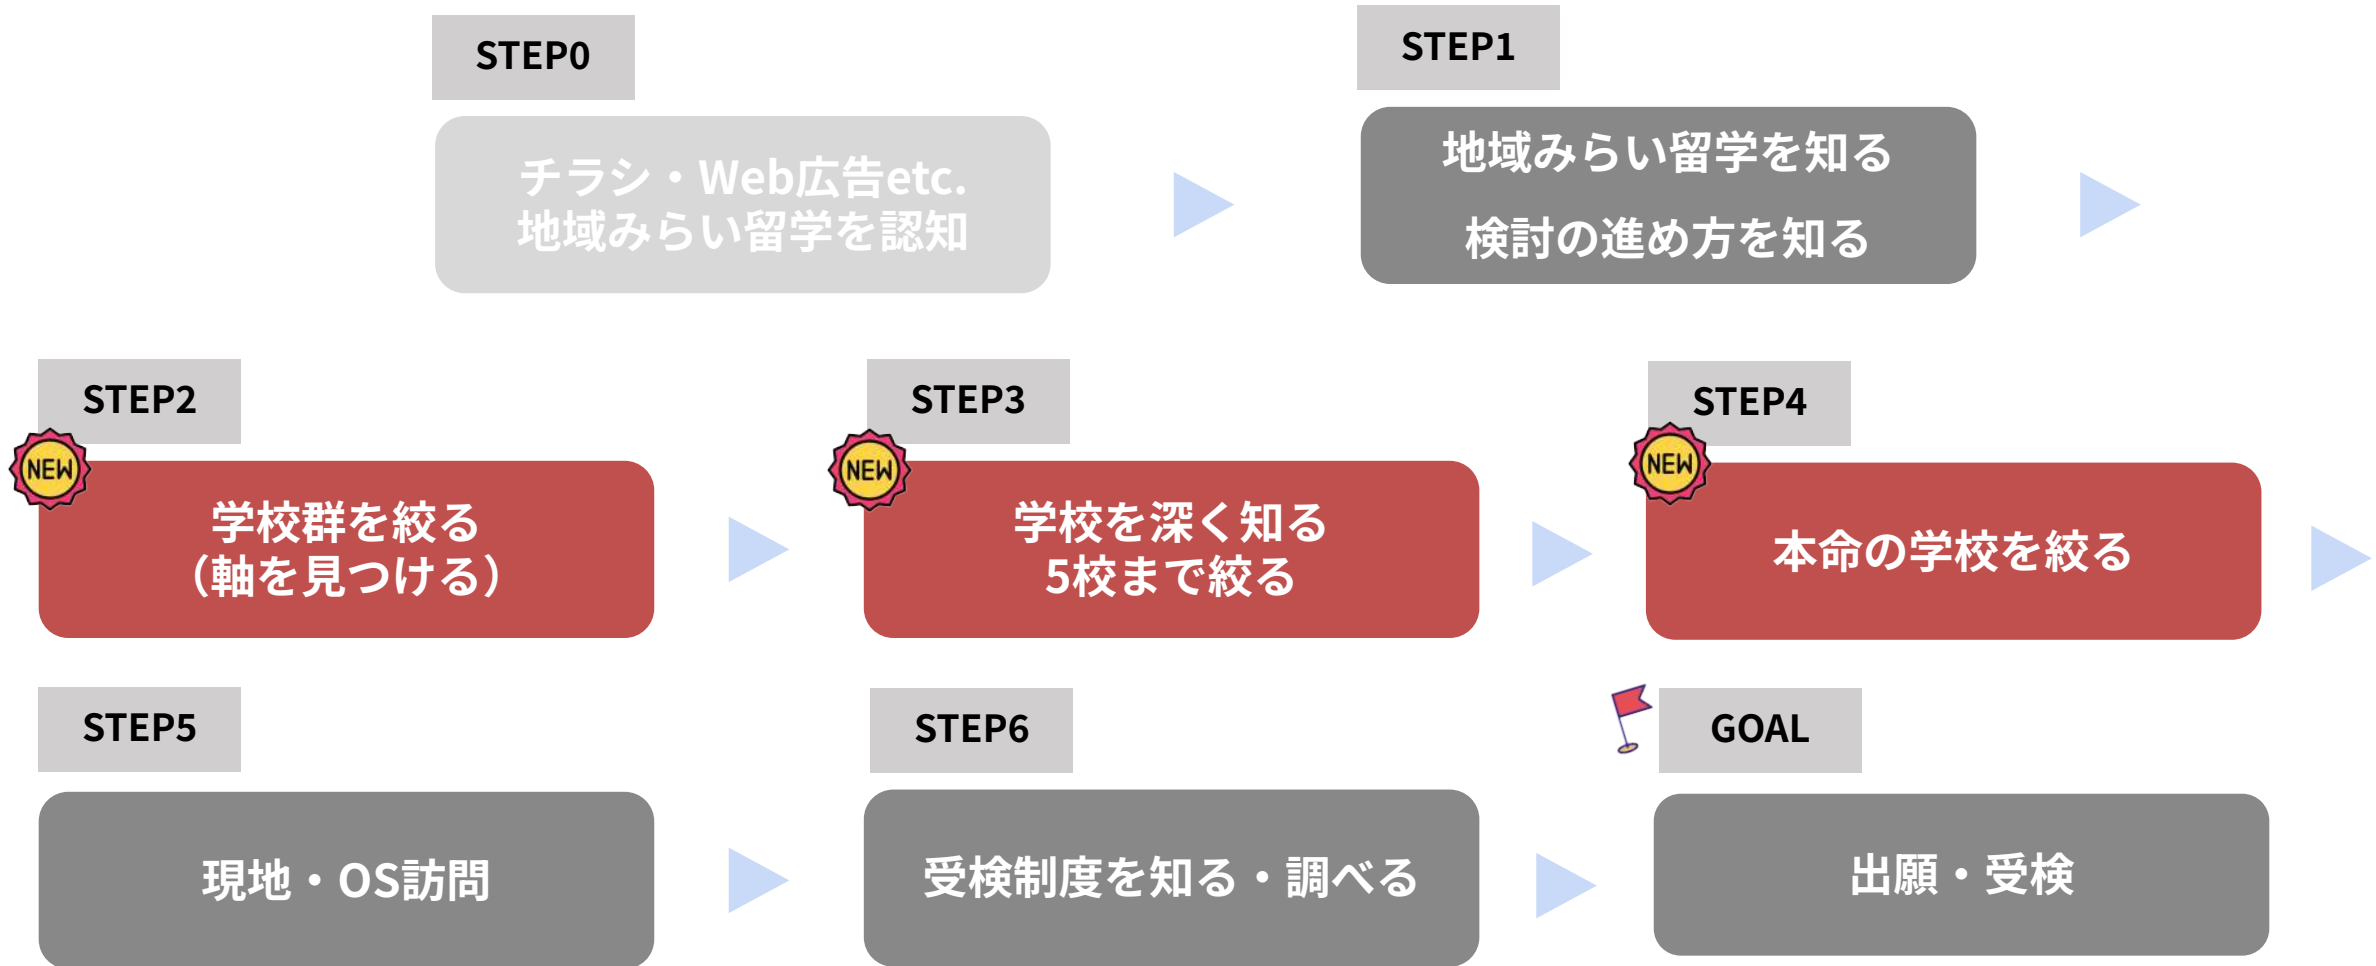 STEP0
チラシ・Web広告etc.
地域みらい留学を認知
STEP1
地域みらい留学を知る
検討の進め方を知る
STEP2
NEW
学校群を絞る
（軸を見つける）
STEP3
NEW
学校を深く知る
5校まで絞る
STEP4
NEW
本命の学校を絞る
STEP5
現地・OS訪問
STEP6
受検制度を知る・調べる
GOAL
出願・受検